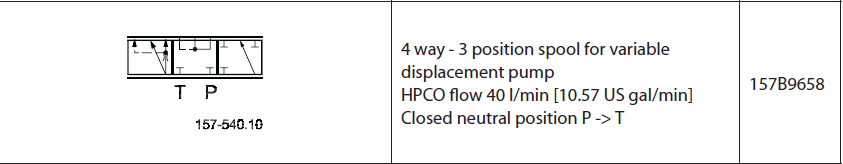 T P
157-540.10
4 way - 3 position spool for variable
displacement pump
HPCO flow 40 l/min [10.57 US gal/min]
Closed neutral position P -> T
157B9658